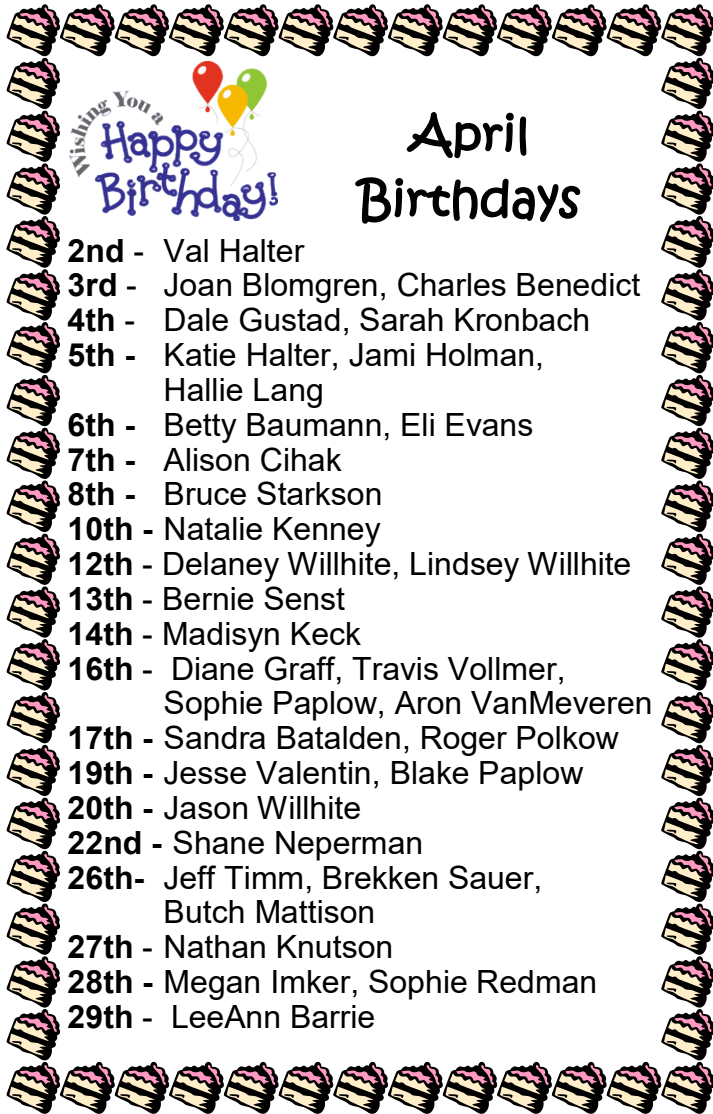 Wishing You a
Happy
Birthday!
April
Birthdays
2nd - Val Halter
3rd - Joan Blomgren, Charles Benedict
4th - Dale Gustad, Sarah Kronbach
5th - Katie Halter, Jami Holman,
Hallie Lang
6th - Betty Baumann, Eli Evans
7th - Alison Cihak
8th - Bruce Starkson
10th - Natalie Kenney
12th - Delaney Willhite, Lindsey Willhite
13th - Bernie Senst
14th - Madisyn Keck
16th - Diane Graff, Travis Vollmer,
Sophie Paplow, Aron VanMeveren
17th - Sandra Batalden, Roger Polkow
19th - Jesse Valentin, Blake Paplow
20th - Jason Willhite
22nd - Shane Neperman
26th- Jeff Timm, Brekken Sauer,
Butch Mattison
27th - Nathan Knutson
28th - Megan Imker, Sophie Redman
29th - LeeAnn Barrie